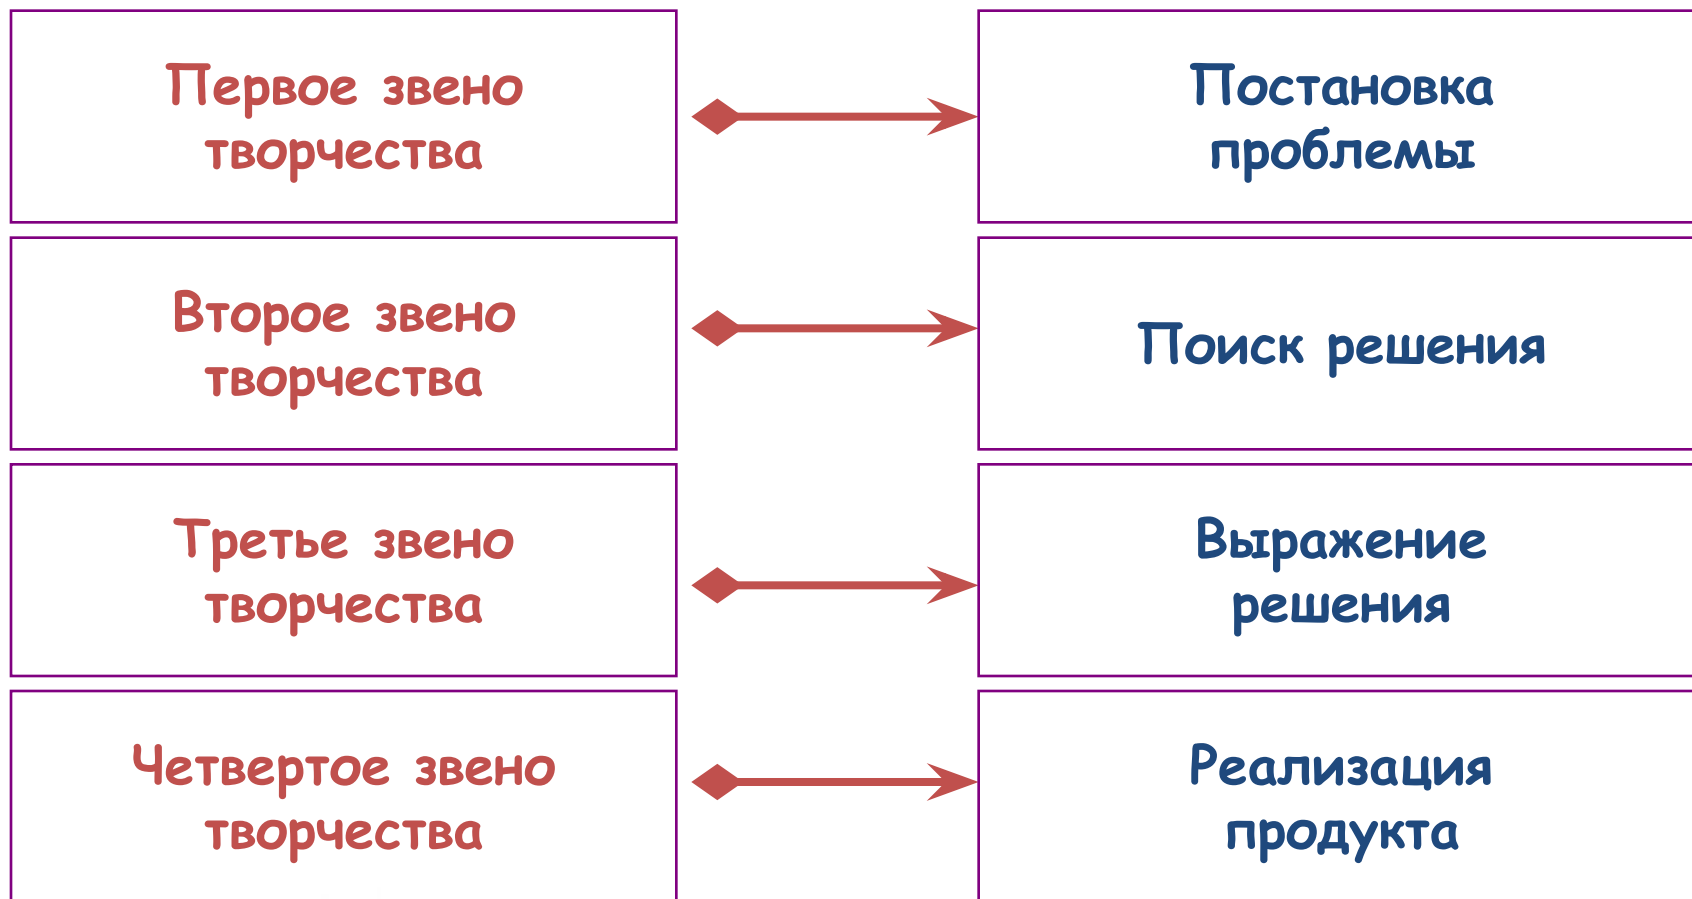 Первое звено
творчества
Постановка
проблемы
Второе звено
творчества
Поиск решения
Третье звено
творчества
Выражение
решения
Четвертое звено
творчества
Реализация
продукта